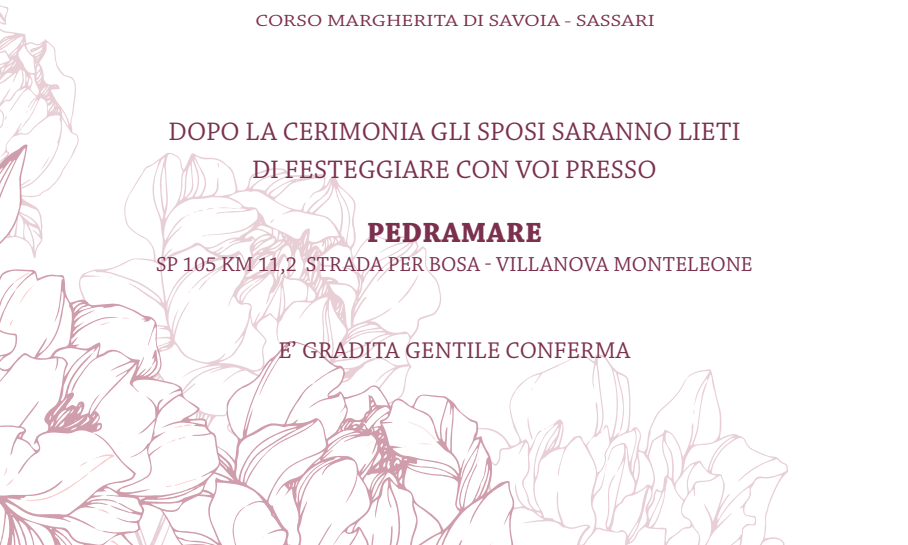 CORSO MARGHERITA DI SAVOIA - SASSARI
DOPO LA CERIMONIA GLI SPOSI SARANNO LIETI
DI FESTEGGIARE CON VOI PRESSO
PEDRAMARE
SP 105 KM 11,2 STRADA PER BOSA - VILLANOVA MONTELEONE
E’ GRADITA GENTILE CONFERMA